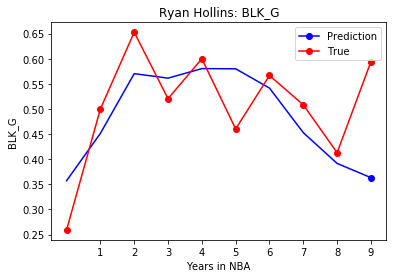 Ryan Hollins: BLK_G
Prediction
True
0.65
0.60
0.55
0.50
0.45
0.40
0.35
0.30
0.25
BLK_G
1 2 3 4 5 6 7 8 9
Years in NBA